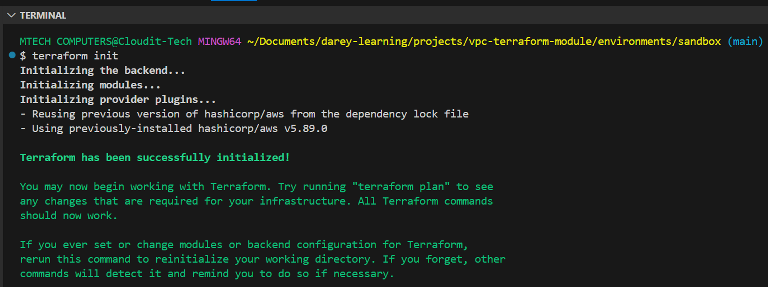 TERMINAL
MTECH COMPUTERS@Cloudit-Tech MINGW64 ~/Documents/darey-learning/projects/vpc-terraform-module/environments/sandbox (main)
$ terraform init
Initializing the backend...
Initializing modules...
Initializing provider plugins...
- Reusing previous version of hashicorp/aws from the dependency lock file
- Using previously-installed hashicorp/aws v5.89.0
Terraform has been successfully initialized!
You may now begin working with Terraform. Try running "terraform plan" to see
any changes that are required for your infrastructure. All Terraform commands
should now work.
If you ever set or change modules or backend configuration for Terraform,
rerun this command to reinitialize your working directory. If you forget, other
commands will detect it and remind you to do so if necessary.